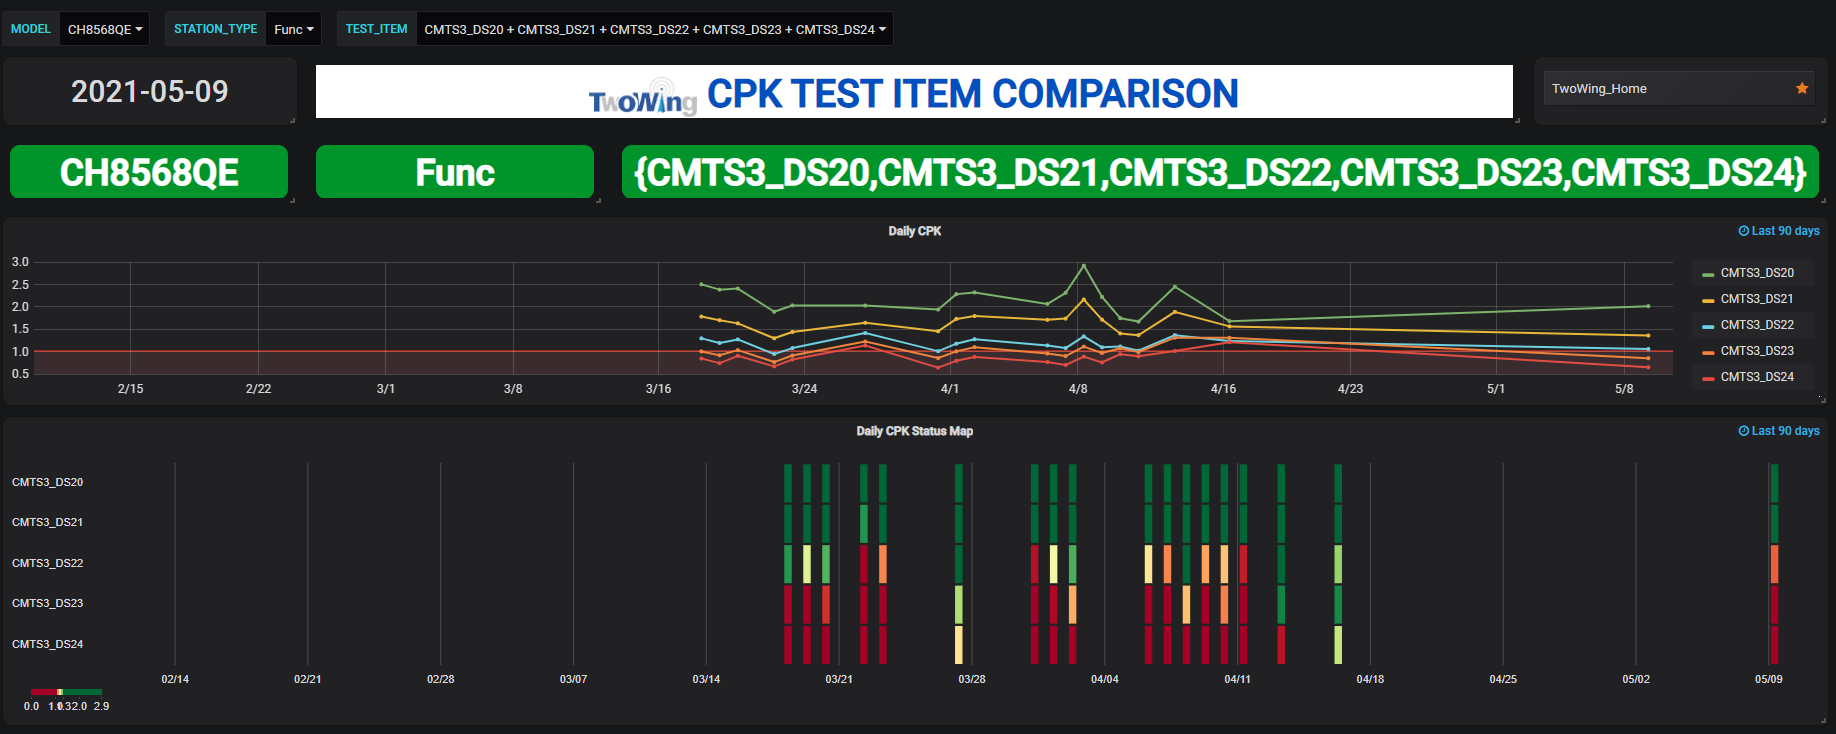 MODEL CH8568QE STATION_TYPE Func TEST_ITEM CMTS3_DS20 + CMTS3_DS21 + CMTS3_DS22 + CMTS3_DS23 + CMTS3_DS24
2021-05-09
TwoWing CPK TEST ITEM COMPARISON
TwoWing_Home
CH8568QE
Func
{CMTS3_DS20,CMTS3_DS21,CMTS3_DS22,CMTS3_DS23,CMTS3_DS24}
Daily CPK
Last 90 days
3.0
2.5
2.0
1.5
1.0
0.5
2/15 2/22 3/1 3/8 3/16 3/24 4/1 4/8 4/16 4/23 5/1 5/8
CMTS3_DS20
CMTS3_DS21
CMTS3_DS22
CMTS3_DS23
CMTS3_DS24
Daily CPK Status Map
Last 90 days
CMTS3_DS20
CMTS3_DS21
CMTS3_DS22
CMTS3_DS23
CMTS3_DS24
02/14 02/21 02/28 03/07 03/14 03/21 03/28 04/04 04/11 04/18 04/25 05/02 05/09
0.0 2.0 2.9